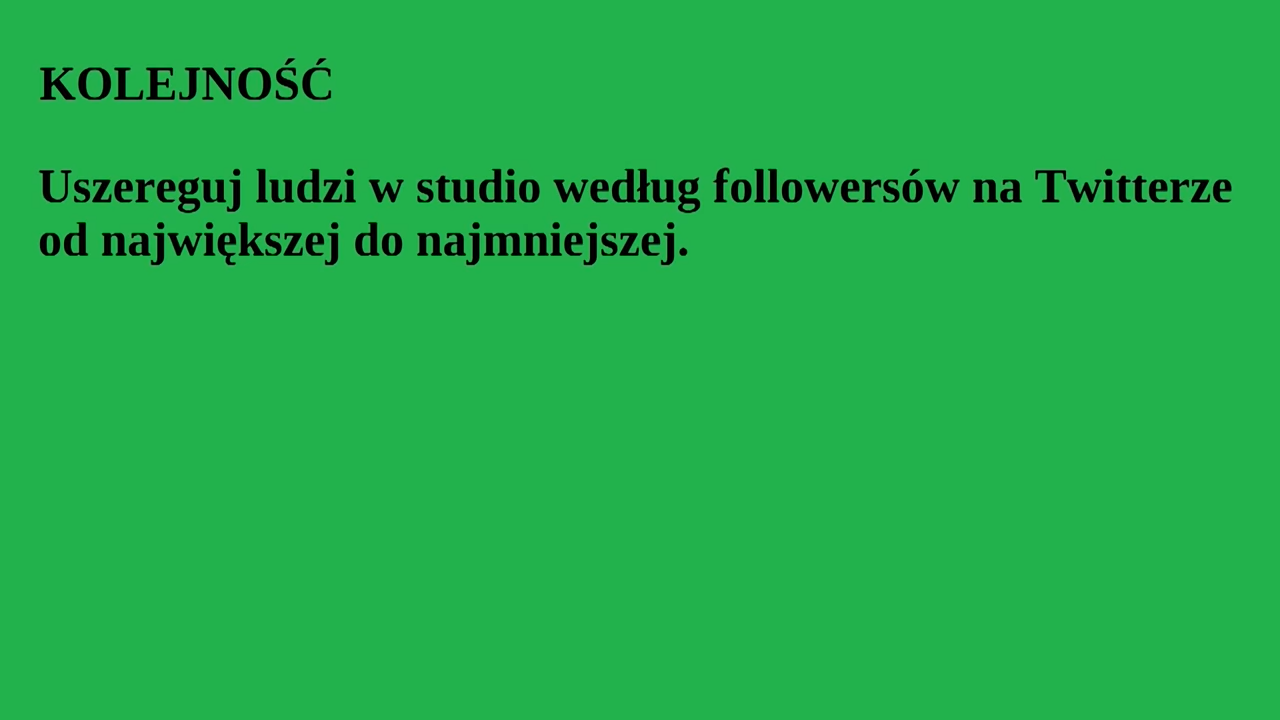 KOLEJNOŚĆ
Uszereguj ludzi w studio według followersów na Twitterze
od największej do najmniejszej.